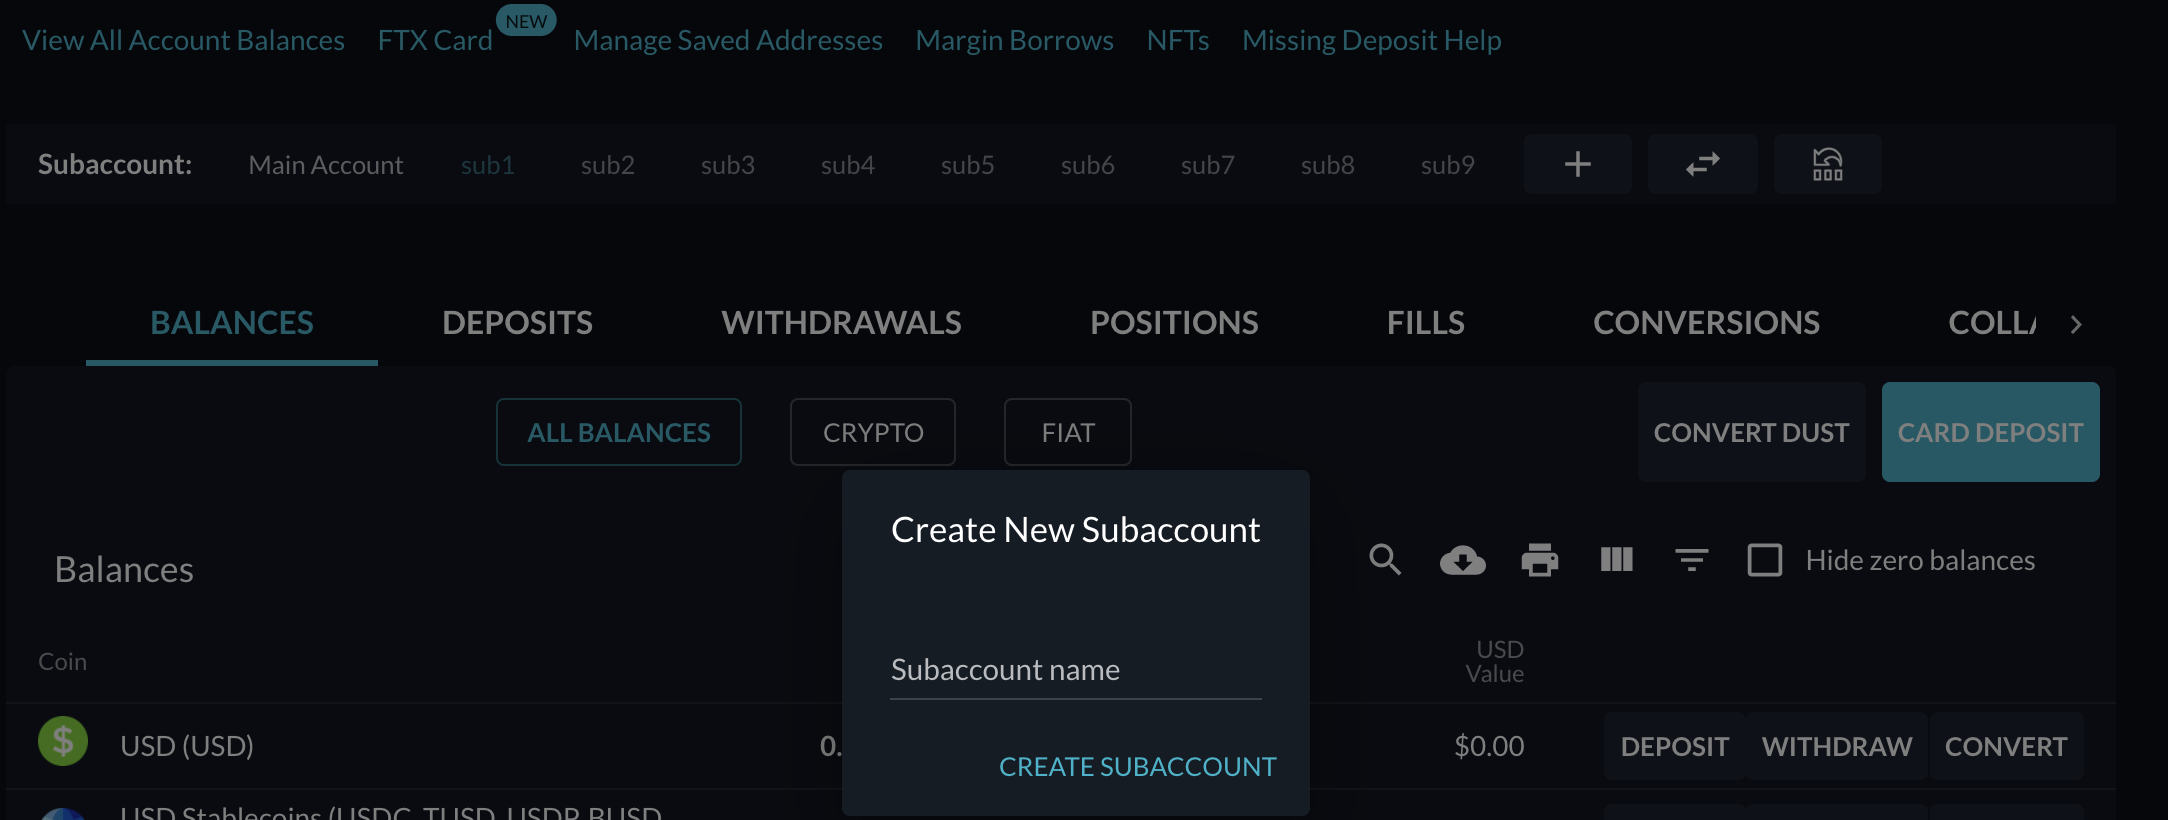 View All Account Balances FTX Card NEW Manage Saved Addresses Margin Borrows NFTs Missing Deposit Help
Subaccount: Main Account sub1 sub2 sub3 sub4 sub5 sub6 sub7 sub8 sub9
BALANCES DEPOSITS WITHDRAWALS POSITIONS FILLS CONVERSIONS COLLA
ALL BALANCES CRYPTO FIAT CONVERT DUST CARD DEPOSIT
Create New Subaccount
Balances Hide zero balances
Subaccount name
Coin USD
Value
USD (USD) 0. $0.00 DEPOSIT WITHDRAW CONVERT
CREATE SUBACCOUNT
USD Stablecoins (USDC, TUSD, USDP, BUSD,